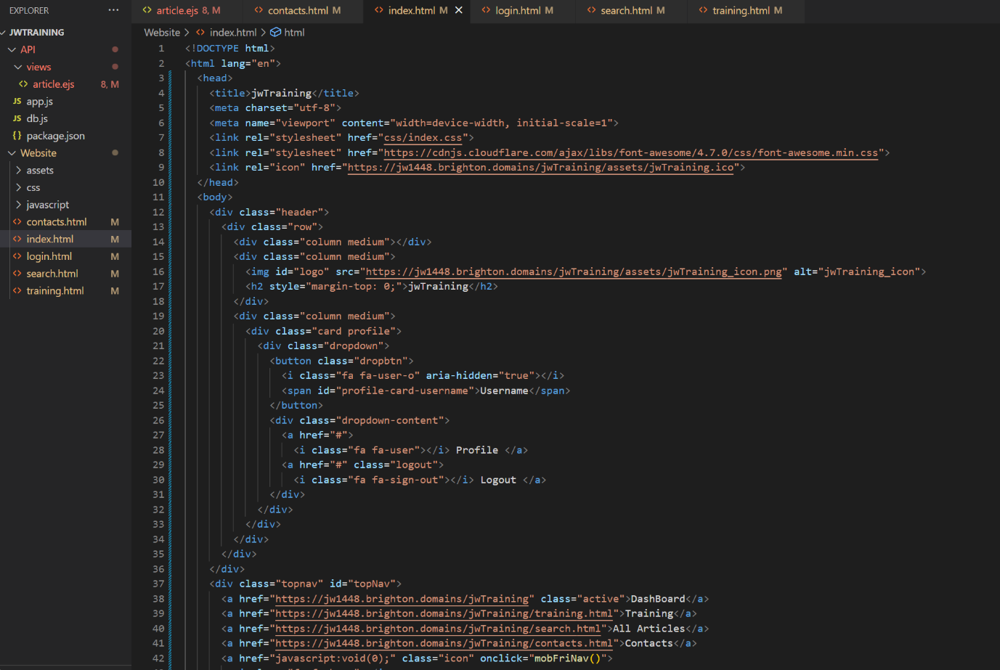 EXPLORER ···
JWTRAINING
API
views
article.ejs 8, M
JS app.js
JS db.js
{} package.json
Website
assets
css
javascript
<> contacts.html M
<> index.html M
<> login.html M
<> search.html M
<> training.html M
<> article.ejs 8, M <> contacts.html M <> index.html M × <> login.html M <> search.html M <> training.html M
Website > <> index.html > html
1 <!DOCTYPE html>
2 <html lang="en">
3 <head>
4 <title>jwTraining</title>
5 <meta charset="utf-8">
6 <meta name="viewport" content="width=device-width, initial-scale=1">
7 <link rel="stylesheet" href="css/index.css">
8 <link rel="stylesheet" href="https://cdnjs.cloudflare.com/ajax/libs/font-awesome/4.7.0/css/font-awesome.min.css">
9 <link rel="icon" href="https://jw1448.brighton.domains/jwTraining/assets/jwTraining.ico">
10 </head>
11 <body>
12 <div class="header">
13 <div class="row">
14 <div class="column medium"></div>
15 <div class="column medium">
16 <img id="logo" src="https://jw1448.brighton.domains/jwTraining/assets/jwTraining_icon.png" alt="jwTraining_icon">
17 <h2 style="margin-top: 0;">jwTraining</h2>
18 </div>
19 <div class="column medium">
20 <div class="card profile">
21 <div class="dropdown">
22 <button class="dropbtn">
23 <i class="fa fa-user-o" aria-hidden="true"></i>
24 <span id="profile-card-username">Username</span>
25 </button>
26 <div class="dropdown-content">
27 <a href="#">
28 <i class="fa fa-user"></i> Profile </a>
29 <a href="#" class="logout">
30 <i class="fa fa-sign-out"></i> Logout </a>
31 </div>
32 </div>
33 </div>
34 </div>
35 </div>
36 </div>
37 <div class="topnav" id="topNav">
38 <a href="https://jw1448.brighton.domains/jwTraining" class="active">DashBoard</a>
39 <a href="https://jw1448.brighton.domains/jwTraining/training.html">Training</a>
40 <a href="https://jw1448.brighton.domains/jwTraining/search.html">All Articles</a>
41 <a href="https://jw1448.brighton.domains/jwTraining/contacts.html">Contacts</a>
42 <a href="javascript:void(0);" class="icon" onclick="mobFriNav()">